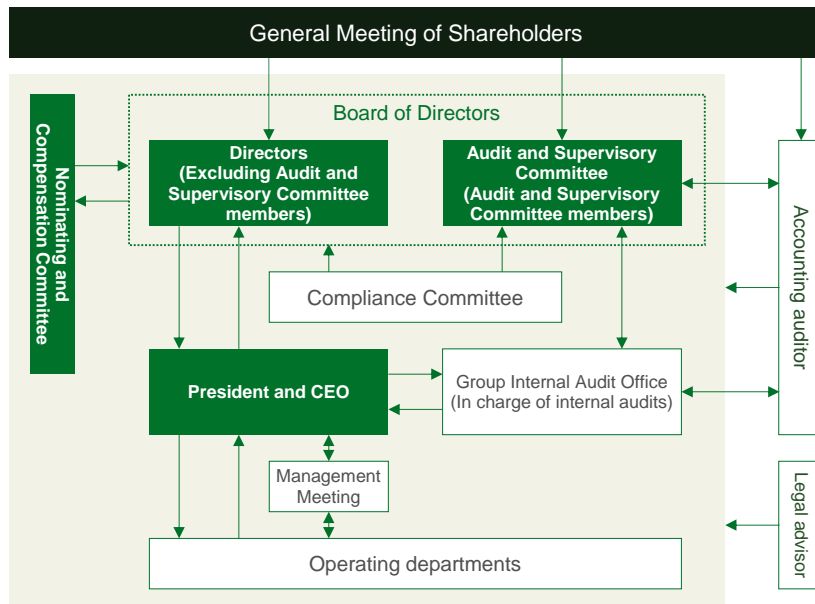 General Meeting of Shareholders
Board of Directors
Nominating and
Compensation Committee
Directors
(Excluding Audit and
Supervisory Committee
members)
Audit and Supervisory
Committee
(Audit and Supervisory
Committee members)
Accounting auditor
Compliance Committee
President and CEO
Group Internal Audit Office
(In charge of internal audits)
Management
Meeting
Legal advisor
Operating departments